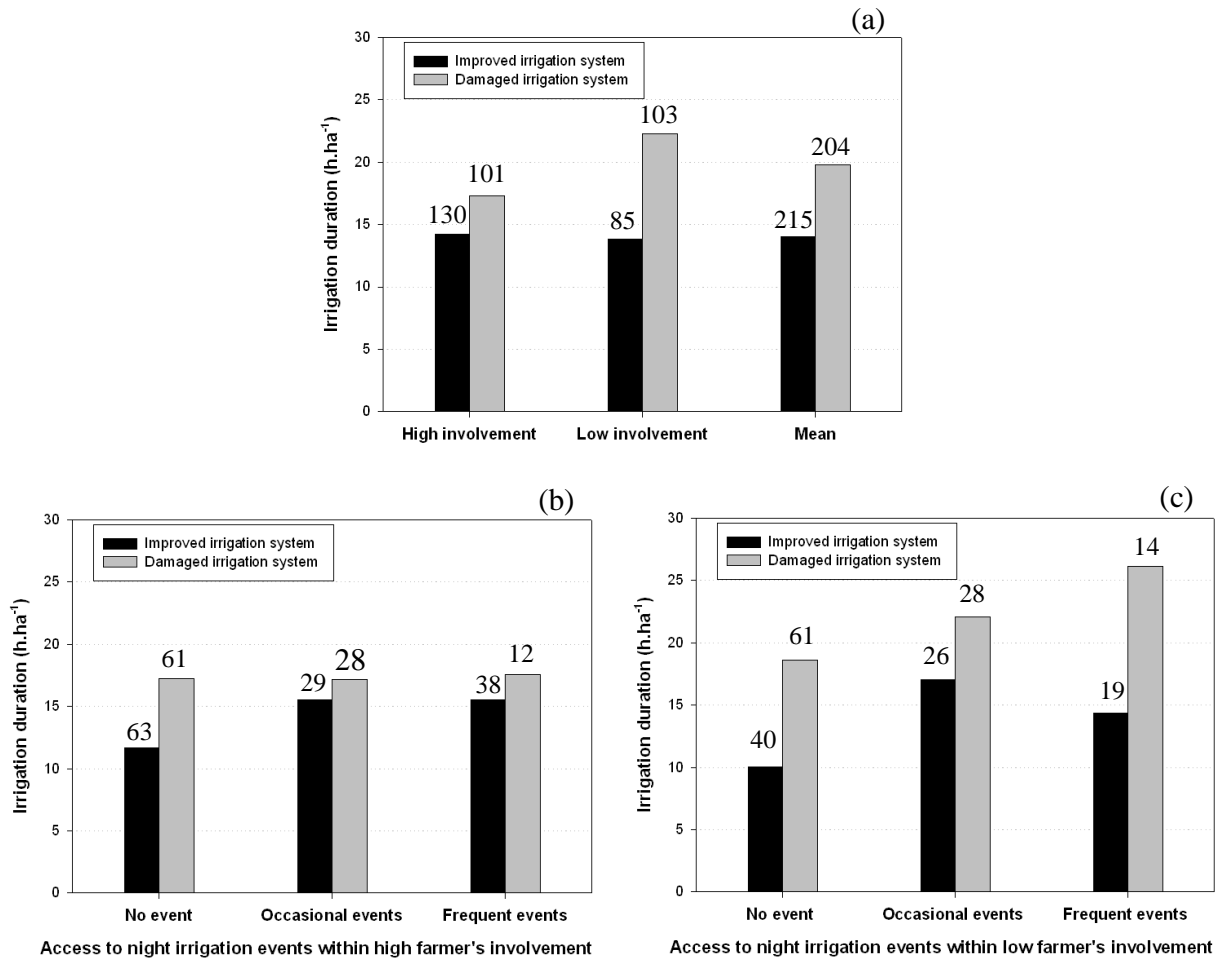 (a)
30
25
20
15
10
5
0
Irrigation duration (h.ha-1)
Improved irrigation system
Damaged irrigation system
130
101
85
103
215
204
High involvement Low involvement Mean
(b)
30
25
20
15
10
5
0
Irrigation duration (h.ha-1)
Improved irrigation system
Damaged irrigation system
63
61
29
28
38
12
No event Occasional events Frequent events
Access to night irrigation events within high farmer's involvement
(c)
30
25
20
15
10
5
0
Irrigation duration (h.ha-1)
Improved irrigation system
Damaged irrigation system
40
61
26
28
19
14
No event Occasional events Frequent events
Access to night irrigation events within low farmer's involvement